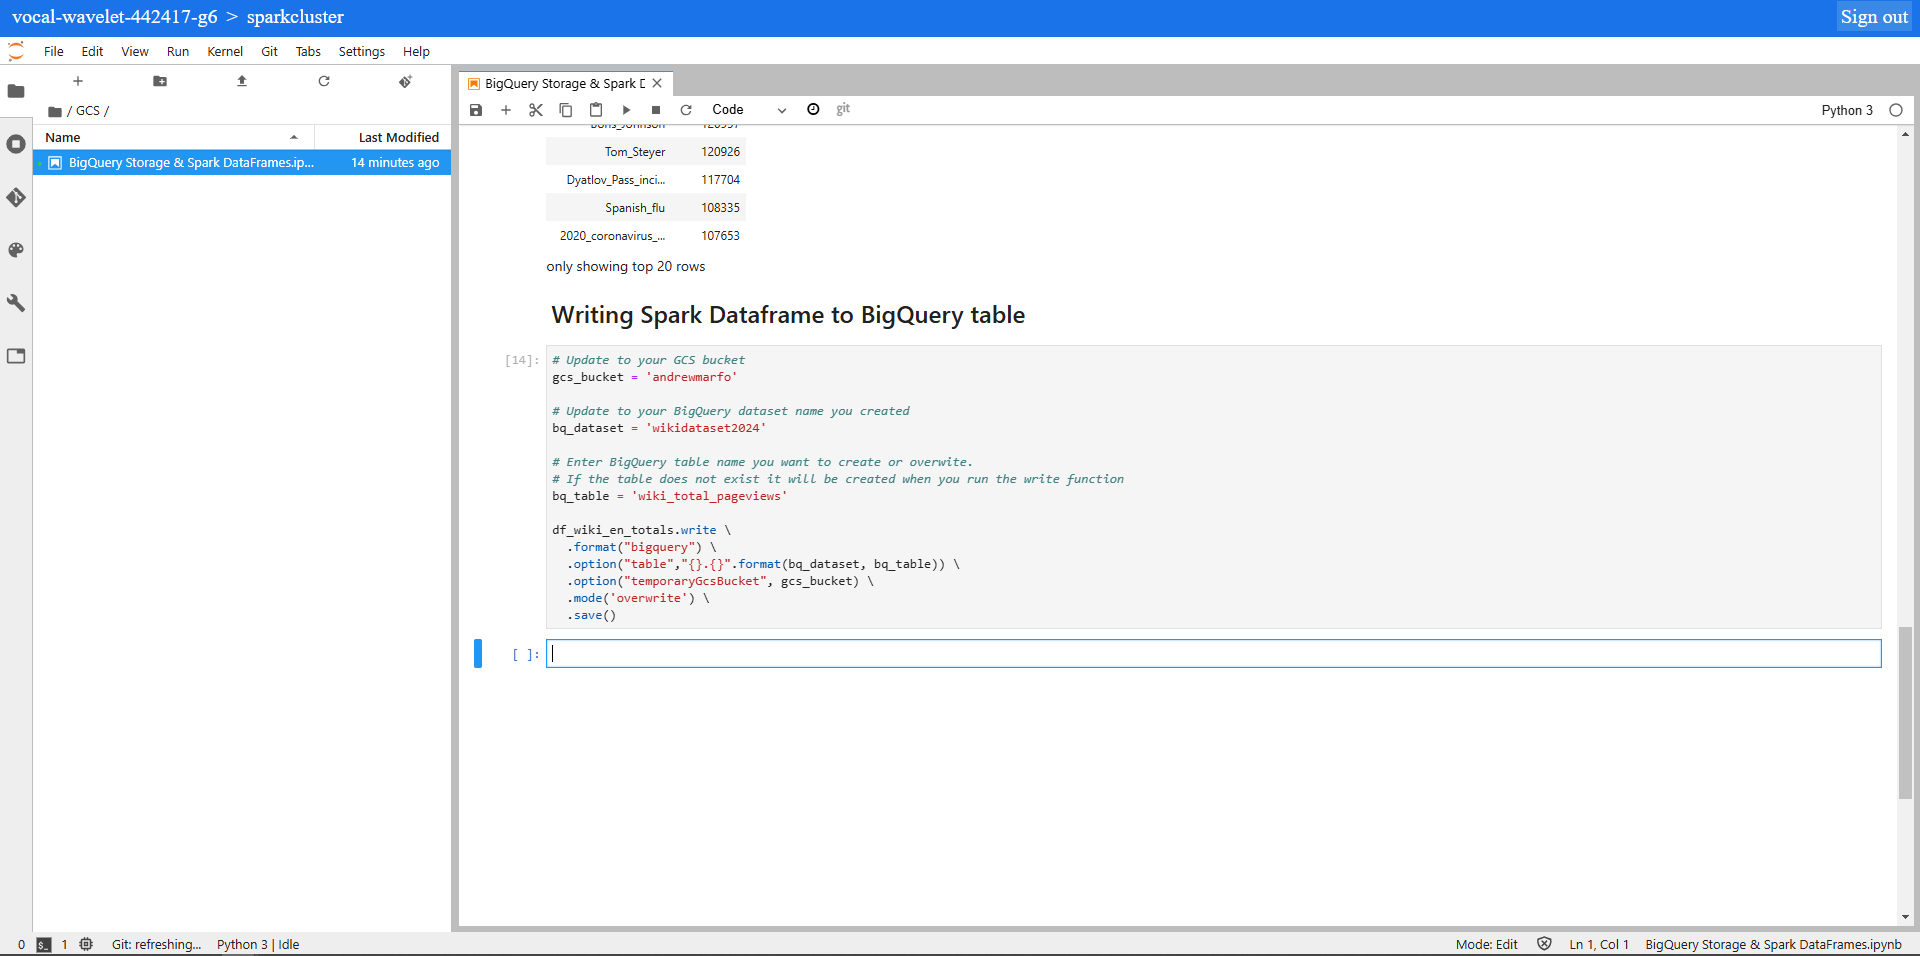 vocal-wavelet-442417-g6 > sparkcluster
Sign out
File Edit View Run Kernel Git Tabs Settings Help
/ GCS /
Name Last Modified
BigQuery Storage & Spark DataFrames.ip... 14 minutes ago
BigQuery Storage & Spark D
Code git Python 3
Boris_Johnson 120957
Tom_Steyer 120926
Dyatlov_Pass_inci... 117704
Spanish_flu 108335
2020_coronavirus_... 107653
only showing top 20 rows
Writing Spark Dataframe to BigQuery table
[14]: # Update to your GCS bucket
gcs_bucket = 'andrewmarfo'
# Update to your BigQuery dataset name you created
bq_dataset = 'wikidataset2024'
# Enter BigQuery table name you want to create or overwite.
# If the table does not exist it will be created when you run the write function
bq_table = 'wiki_total_pageviews'
df_wiki_en_totals.write \
.format("bigquery") \
.option("table","{}.{}".format(bq_dataset, bq_table)) \
.option("temporaryGcsBucket", gcs_bucket) \
.mode('overwrite') \
.save()
[ ]:
0 $_ 1 Git: refreshing... Python 3 | Idle Mode: Edit Ln 1, Col 1 BigQuery Storage & Spark DataFrames.ipynb